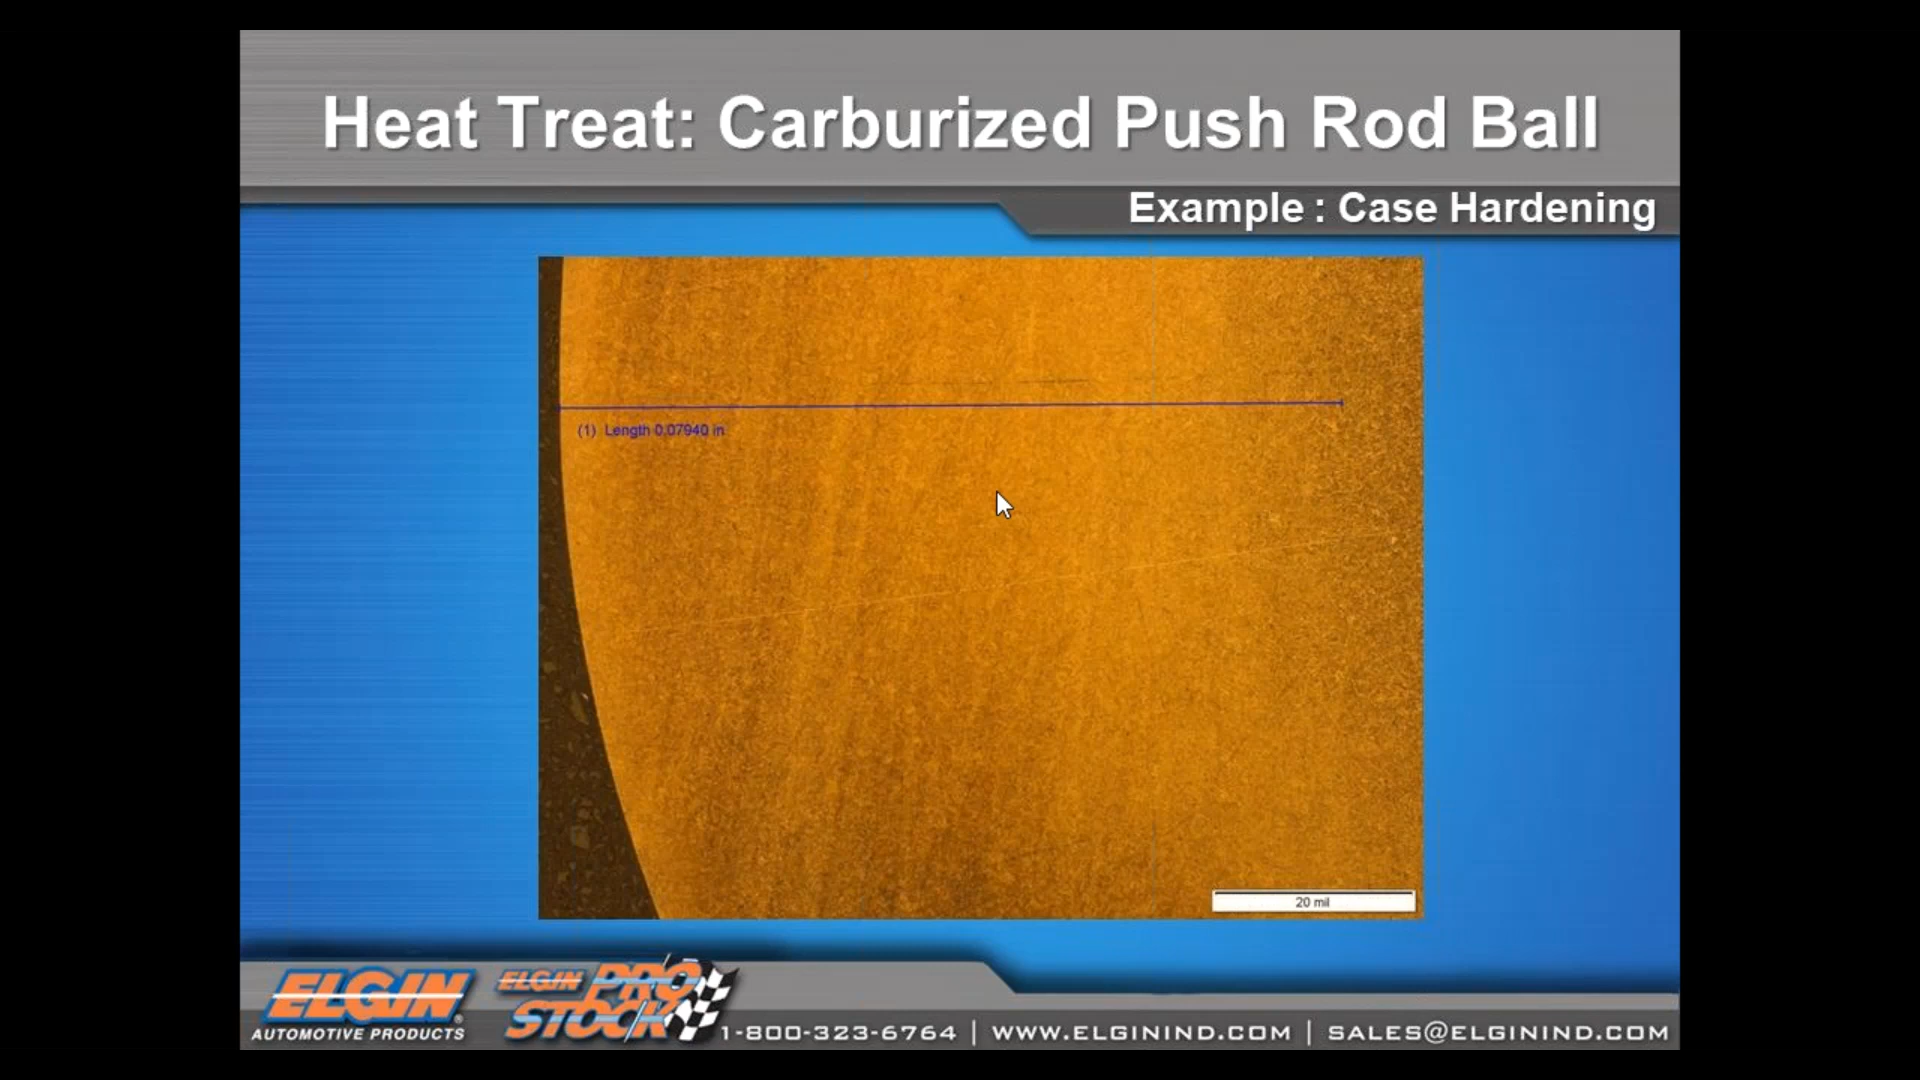 Heat Treat: Carburized Push Rod Ball
Example : Case Hardening
(1) Length 0.07940 in
20 mil
ELGIN®
AUTOMOTIVE PRODUCTS
ELGIN PRO
STOCK
1-800-323-6764 | WWW.ELGININD.COM | SALES@ELGININD.COM